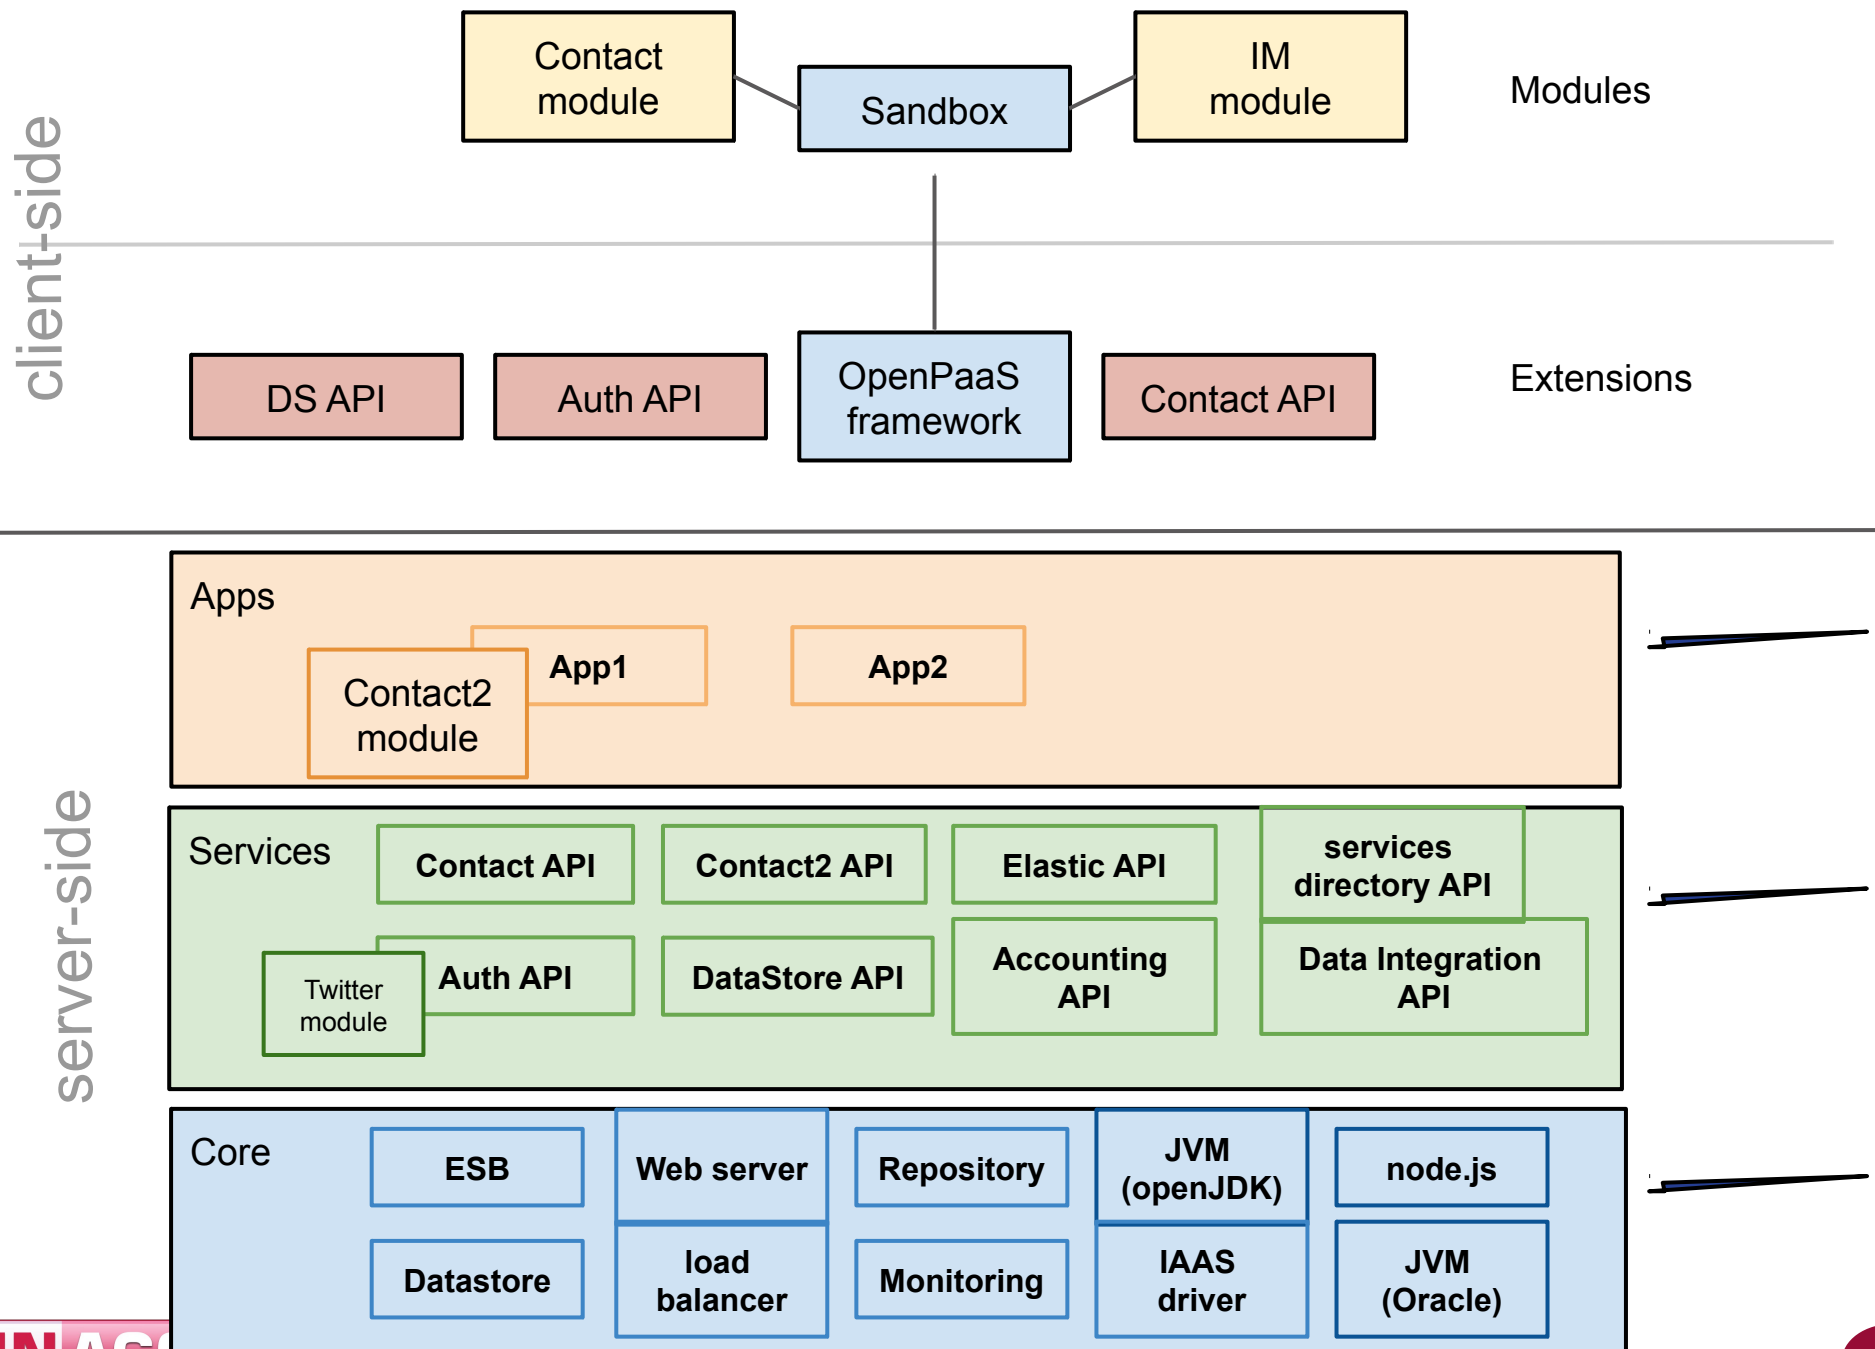 client-side
Contact
module
Sandbox
IM
module
Modules
DS API
Auth API
OpenPaaS
framework
Contact API
Extensions
server-side
Apps
App1
App2
Contact2
module
Services
Contact API
Contact2 API
Elastic API
services
directory API
Twitter
module
Auth API
DataStore API
Accounting
API
Data Integration
API
Core
ESB
Web server
Repository
JVM
(openJDK)
node.js
Datastore
load
balancer
Monitoring
IAAS
driver
JVM
(Oracle)